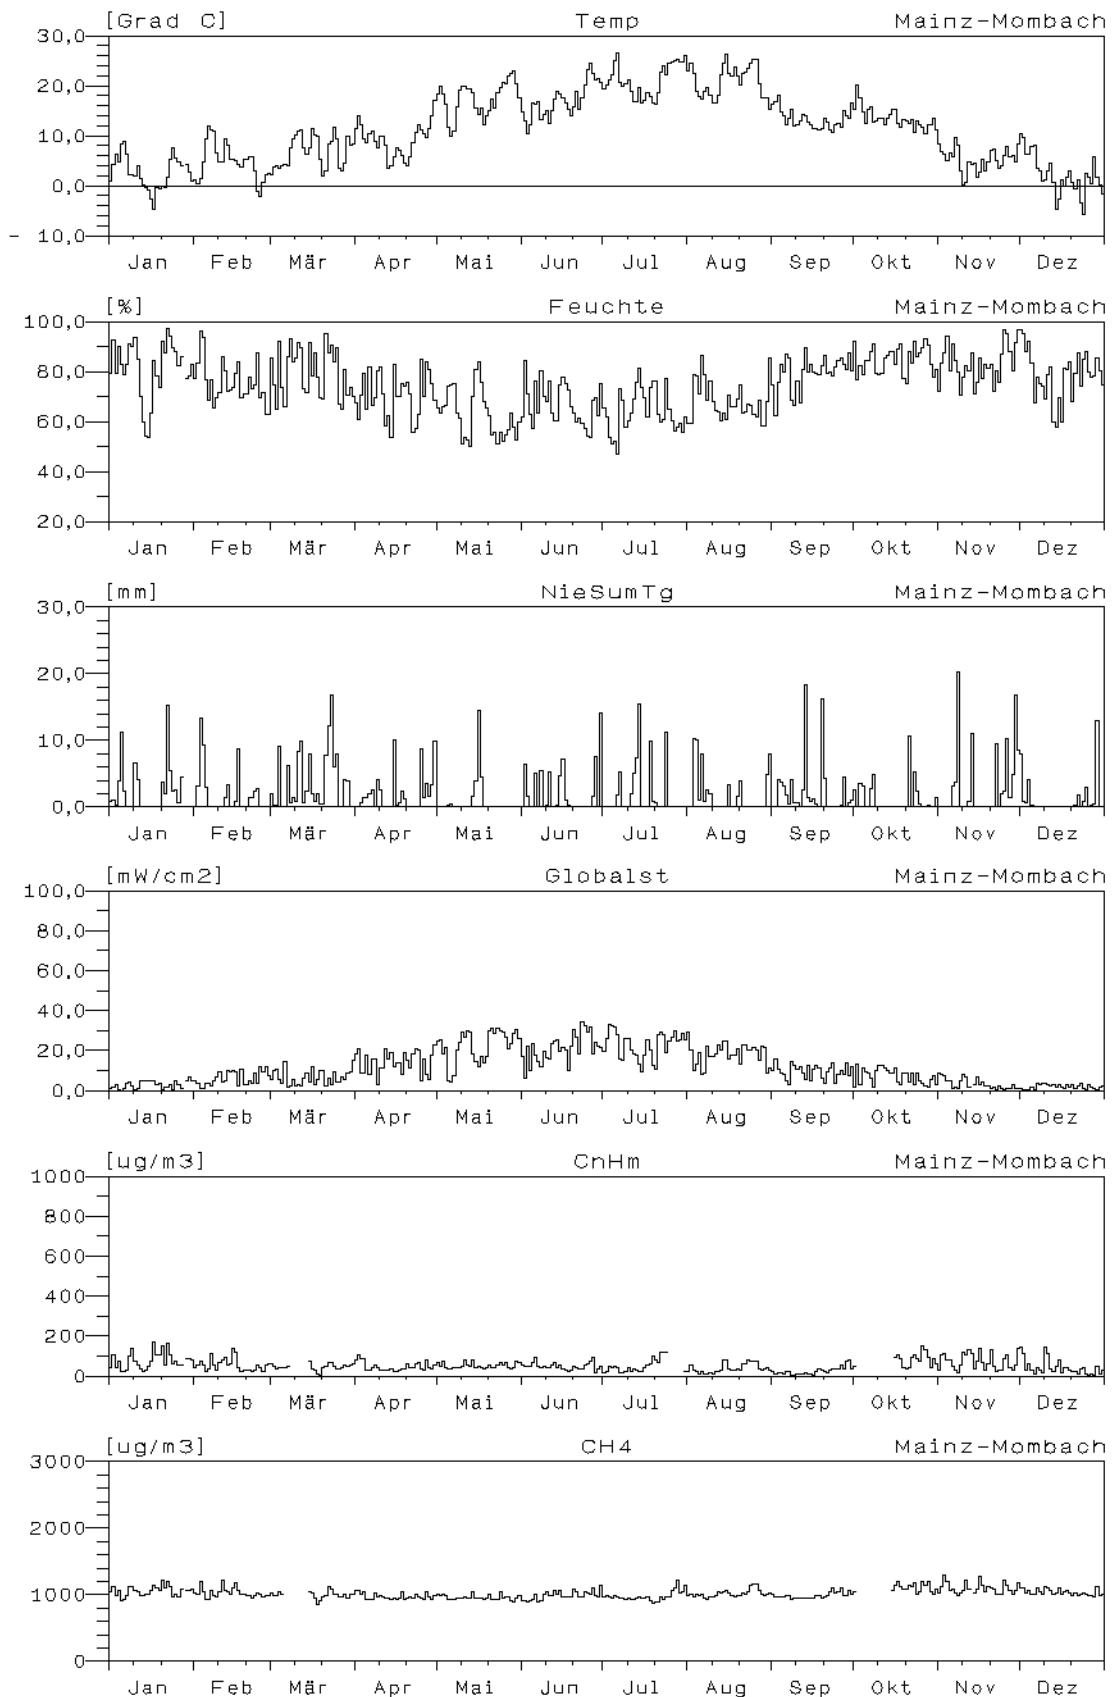 [Grad C] Temp Mainz-Mombach
30,0
20,0
10,0
0,0
- 10,0
Jan Feb Mär Apr Mai Jun Jul Aug Sep Okt Nov Dez
[%] Feuchte Mainz-Mombach
100,0
80,0
60,0
40,0
20,0
Jan Feb Mär Apr Mai Jun Jul Aug Sep Okt Nov Dez
[mm] NieSumTg Mainz-Mombach
30,0
20,0
10,0
0,0
Jan Feb Mär Apr Mai Jun Jul Aug Sep Okt Nov Dez
[mW/cm2] Globalst Mainz-Mombach
100,0
80,0
60,0
40,0
20,0
0,0
Jan Feb Mär Apr Mai Jun Jul Aug Sep Okt Nov Dez
[ug/m3] CnHm Mainz-Mombach
1000
800
600
400
200
0
Jan Feb Mär Apr Mai Jun Jul Aug Sep Okt Nov Dez
[ug/m3] CH4 Mainz-Mombach
3000
2000
1000
0
Jan Feb Mär Apr Mai Jun Jul Aug Sep Okt Nov Dez